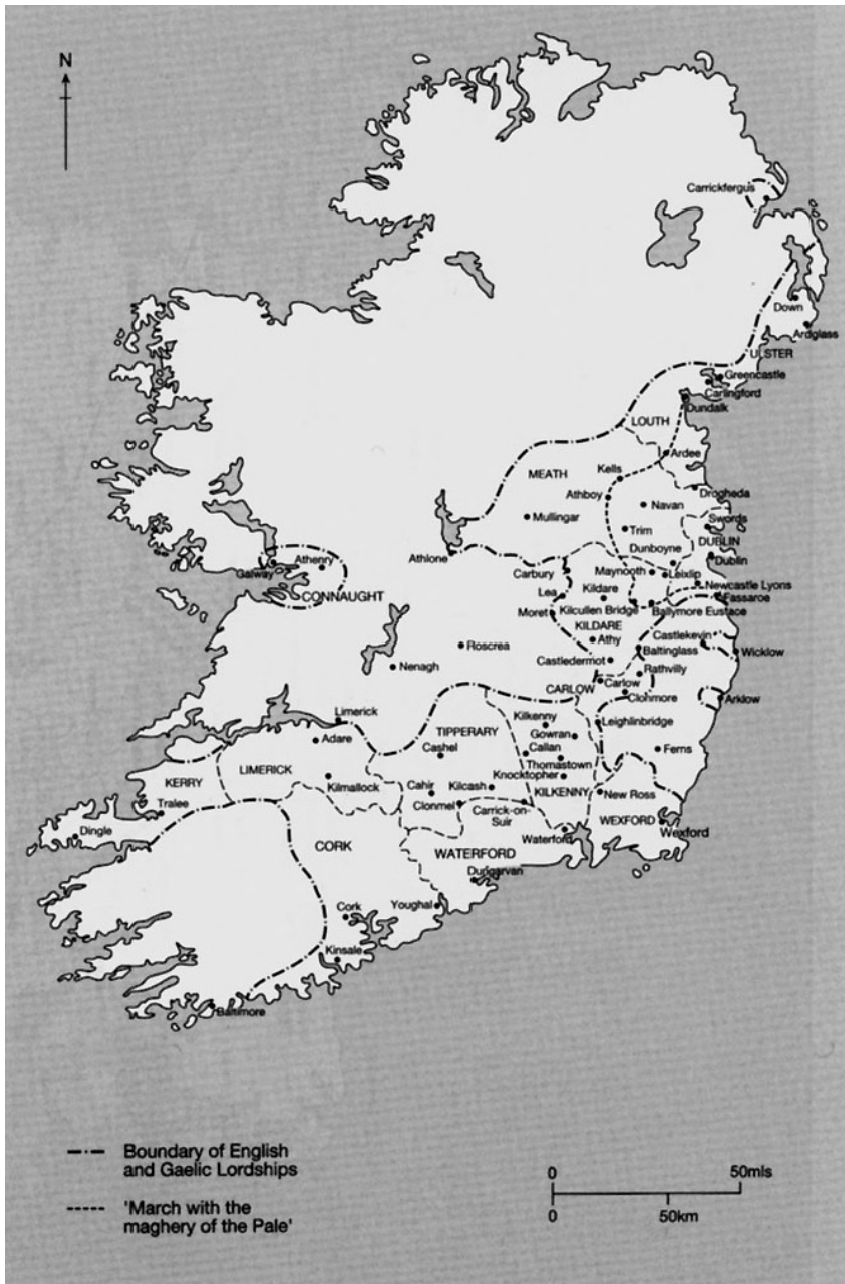 N
Carrickfergus
Down
Ardglass
ULSTER
Greencastle
Carlingford
Dundalk
LOUTH
Ardee
MEATH
Kells
Drogheda
Athboy
Navan
Mullingar
Swords
Trim
DUBLIN
Dunboyne
Dublin
Athlone
Athenry
Galway
CONNAUGHT
Carbury
Maynooth
Leixlip
Newcastle Lyons
Lea
Kildare
Fassaroe
Moret
Kilcullen Bridge
Ballymore Eustace
KILDARE
Athy
Castlekevin
Roscrea
Baltinglass
Wicklow
Castledermot
Nenagh
Rathvilly
Carlow
CARLOW
Clonmore
Arklow
Limerick
Kilkenny
Leighlinbridge
TIPPERARY
Adare
Gowran
Cashel
Callan
Ferns
Thomastown
LIMERICK
Knocktopher
KERRY
Kilmallock
Cahir
Kilcash
KILKENNY
New Ross
Tralee
Clonmel
Carrick-on-
Suir
WEXFORD
Dingle
Waterford
Wexford
CORK
WATERFORD
Dungarvan
Cork
Youghal
Kinsale
Baltimore
Boundary of English
and Gaelic Lordships
'March with the
maghery of the Pale'
0 50mls
0 50km